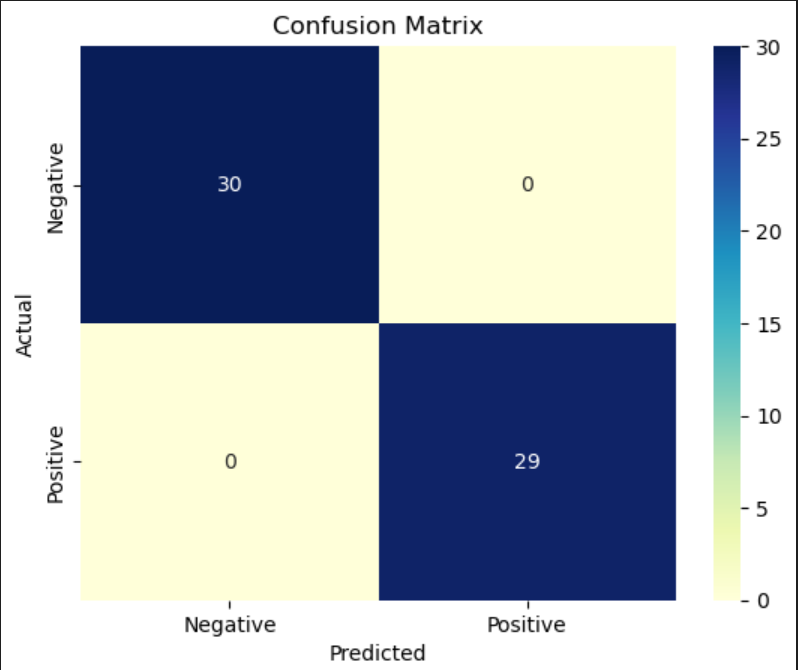 Confusion Matrix
Actual
Negative
30
0
Positive
0
29
Negative
Positive
Predicted
30
25
20
15
10
5
0